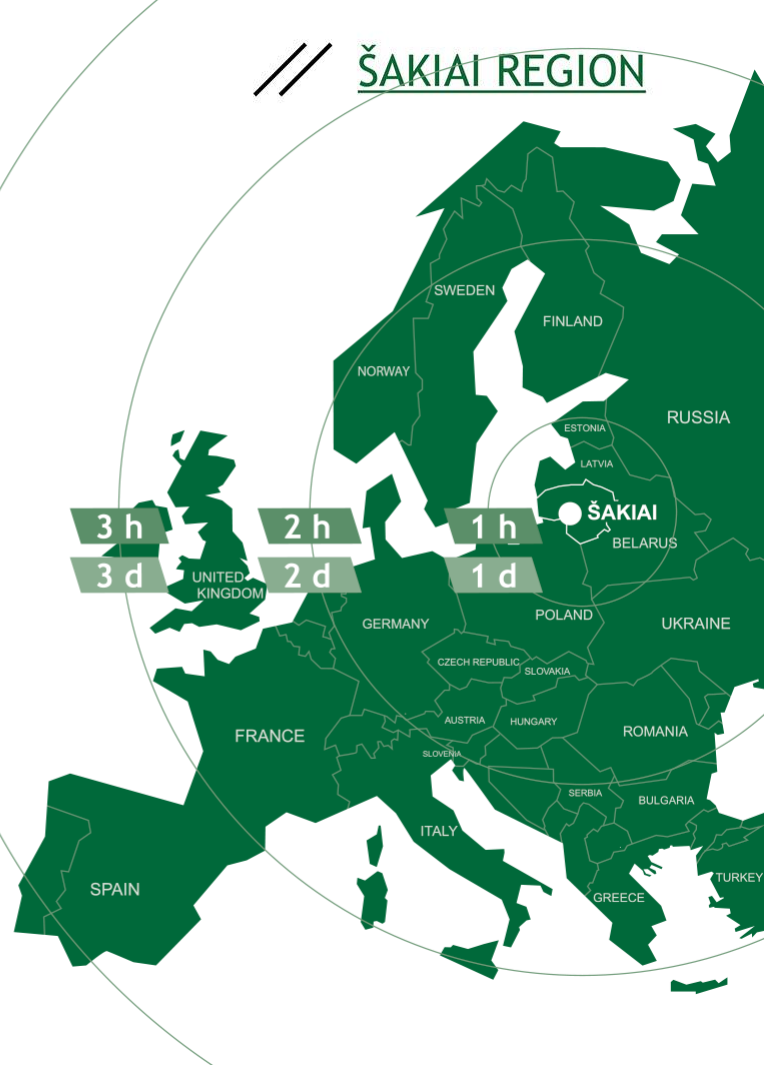 ŠAKIAI REGION
SWEDEN
FINLAND
NORWAY
RUSSIA
ESTONIA
LATVIA
3 h
2 h
1 h
ŠAKIAI
BELARUS
3 d
2 d
1 d
UNITED
KINGDOM
GERMANY
POLAND
UKRAINE
CZECH REPUBLIC
SLOVAKIA
AUSTRIA
HUNGARY
FRANCE
ROMANIA
SLOVENIA
SERBIA
BULGARIA
ITALY
TURKEY
SPAIN
GREECE